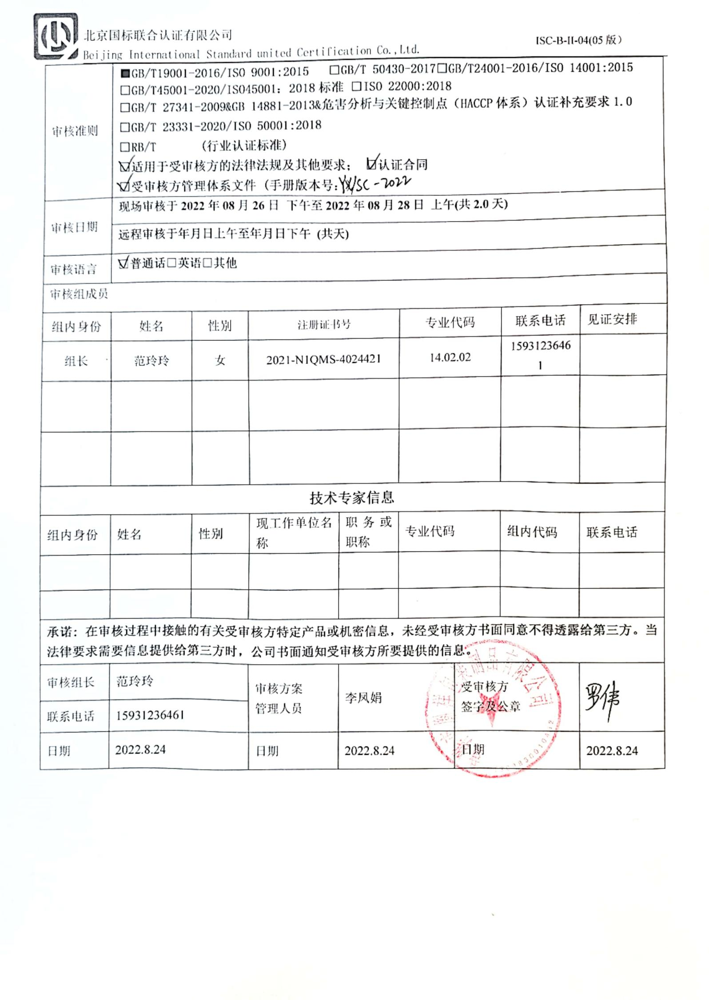 北京国标联合认证有限公司
ISC-B-II-04(05 版）
Beijing International Standard united Certification Co.,Ltd.
审核准则
■GB/T19001-2016/ISO 9001:2015 □GB/T 50430-2017□GB/T24001-2016/ISO 14001:2015
□GB/T45001-2020/ISO45001：2018 标准 □ISO 22000:2018
□GB/T 27341-2009&GB 14881-2013&危害分析与关键控制点（HACCP 体系）认证补充要求 1.0
□GB/T 23331-2020/ISO 50001:2018
□RB/T （行业认证标准）
☑适用于受审核方的法律法规及其他要求； ☑认证合同
☑受审核方管理体系文件（手册版本号:YX/SC-2022
审核日期
现场审核于 2022 年 08 月 26 日 下午至 2022 年 08 月 28 日 上午(共 2.0 天)
远程审核于年月日上午至年月日下午 (共天)
审核语言
☑普通话□英语□其他
审核组成员
组内身份 姓名 性别 注册证书号 专业代码 联系电话 见证安排
组长 范玲玲 女 2021-N1QMS-4024421 14.02.02 1593123646
1
技术专家信息
组内身份 姓名 性别 现工作单位名 职务或 专业代码 组内代码 联系电话
称 职称
承诺：在审核过程中接触的有关受审核方特定产品或机密信息，未经受审核方书面同意不得透露给第三方。当
法律要求需要信息提供给第三方时，公司书面通知受审核方所要提供的信息。
审核组长 范玲玲 审核方案 李凤娟 受审核方 罗伟
管理人员 签字及公章
联系电话 15931236461
日期 2022.8.24 日期 2022.8.24 日期 2022.8.24